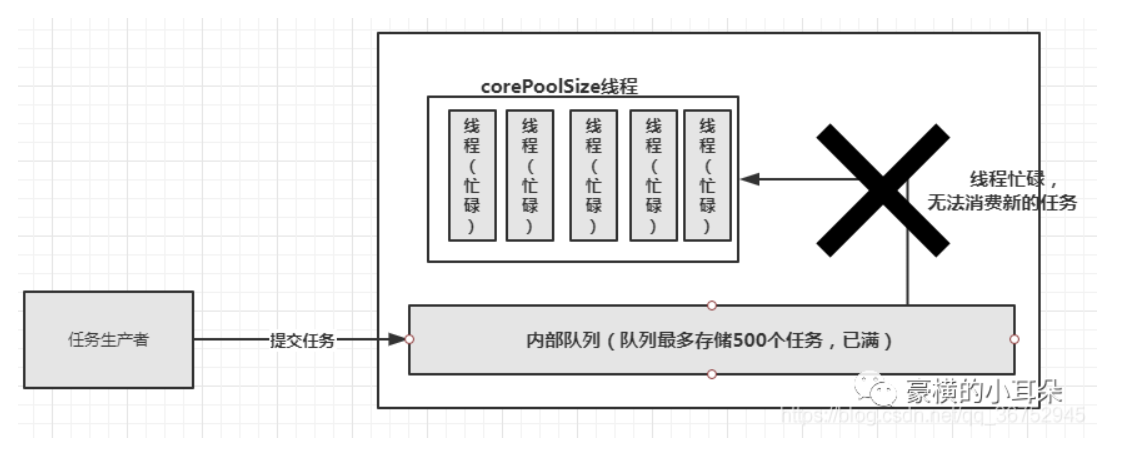 corePoolSize线程
线程（忙碌）
线程（忙碌）
线程（忙碌）
线程（忙碌）
线程（忙碌）
线程忙碌，
无法消费新的任务
任务生产者
提交任务
内部队列（队列最多存储500个任务，已满）
豪横的小耳朵
https://blog.csdn.net/qq_36752945